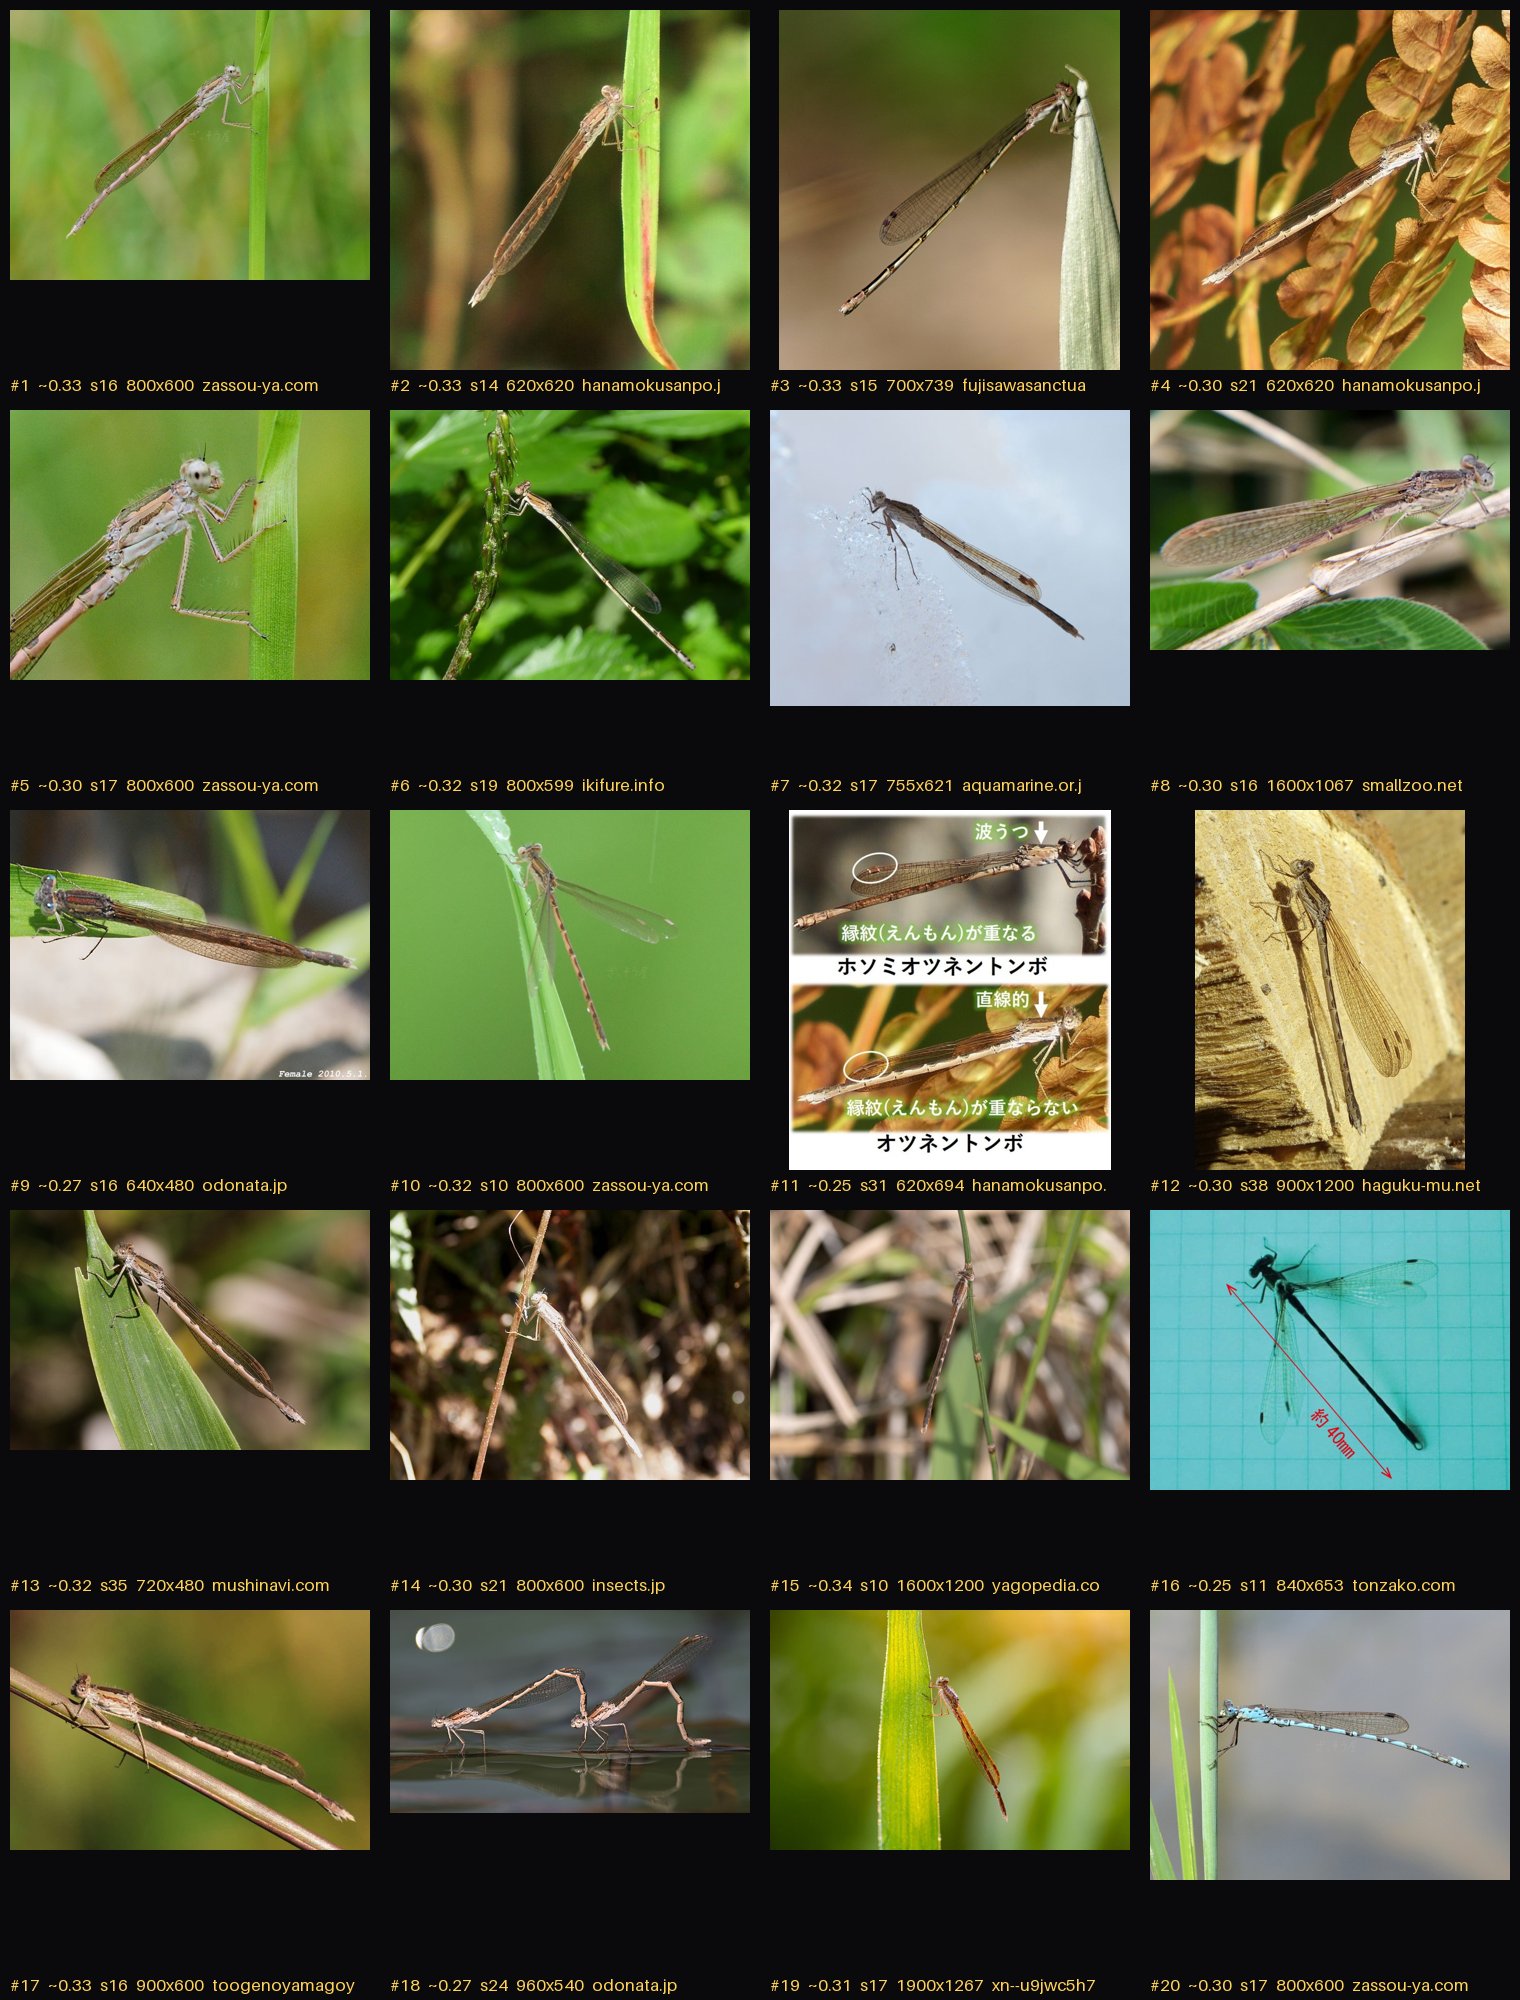 #1 ~0.33 s16 800x600 zassou-ya.com
#2 ~0.33 s14 620x620 hanamokusanpo.j
#3 ~0.33 s15 700x739 fujisawasanctua
#4 ~0.30 s21 620x620 hanamokusanpo.j
#5 ~0.30 s17 800x600 zassou-ya.com
#6 ~0.32 s19 800x599 ikifure.info
#7 ~0.32 s17 755x621 aquamarine.or.j
#8 ~0.30 s16 1600x1067 smallzoo.net
Female 2010.5.1.
波うつ
縁紋(えんもん)が重なる
ホソミオツネントンボ
直線的
縁紋(えんもん)が重ならない
オツネントンボ
#9 ~0.27 s16 640x480 odonata.jp
#10 ~0.32 s10 800x600 zassou-ya.com
#11 ~0.25 s31 620x694 hanamokusanpo.
#12 ~0.30 s38 900x1200 haguku-mu.net
約40mm
#13 ~0.32 s35 720x480 mushinavi.com
#14 ~0.30 s21 800x600 insects.jp
#15 ~0.34 s10 1600x1200 yagopedia.co
#16 ~0.25 s11 840x653 tonzako.com
#17 ~0.33 s16 900x600 toogenoyamagoy
#18 ~0.27 s24 960x540 odonata.jp
#19 ~0.31 s17 1900x1267 xn--u9jwc5h7
#20 ~0.30 s17 800x600 zassou-ya.com